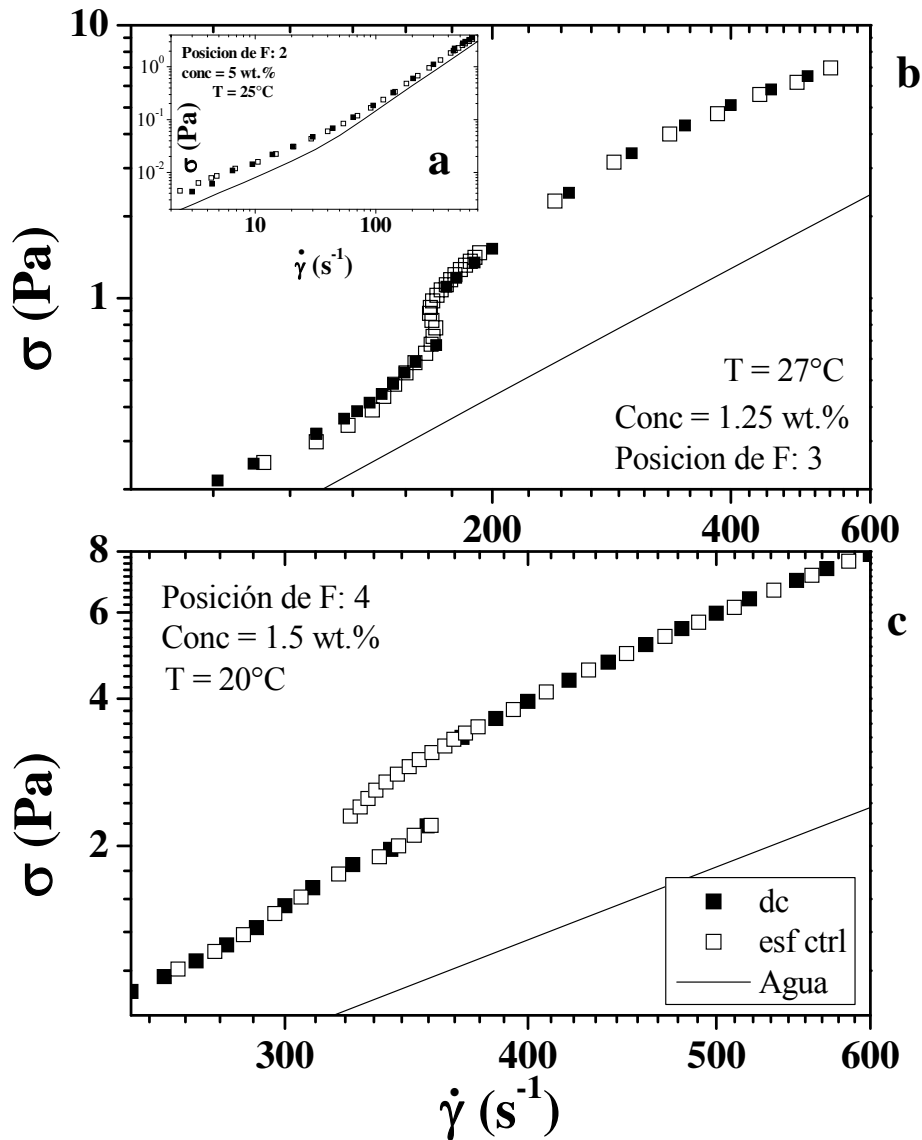 10
1
σ (Pa)
b
Posicion de F: 2
conc = 5 wt.%
T = 25°C
10⁰
10⁻¹
10⁻²
σ (Pa)
a
10
100
γ̇ (s⁻¹)
T = 27°C
Conc = 1.25 wt.%
Posicion de F: 3
200
400
600
8
6
4
2
σ (Pa)
c
Posición de F: 4
Conc = 1.5 wt.%
T = 20°C
dc
esf ctrl
Agua
300
400
500
600
γ̇ (s⁻¹)